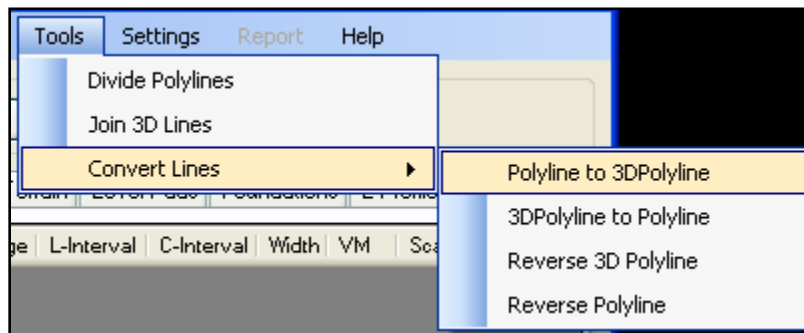 Tools Settings Report Help
Divide Polylines
Join 3D Lines
Convert Lines
Polyline to 3DPolyline
3DPolyline to Polyline
Reverse 3D Polyline
Reverse Polyline
L-Interval C-Interval Width VM